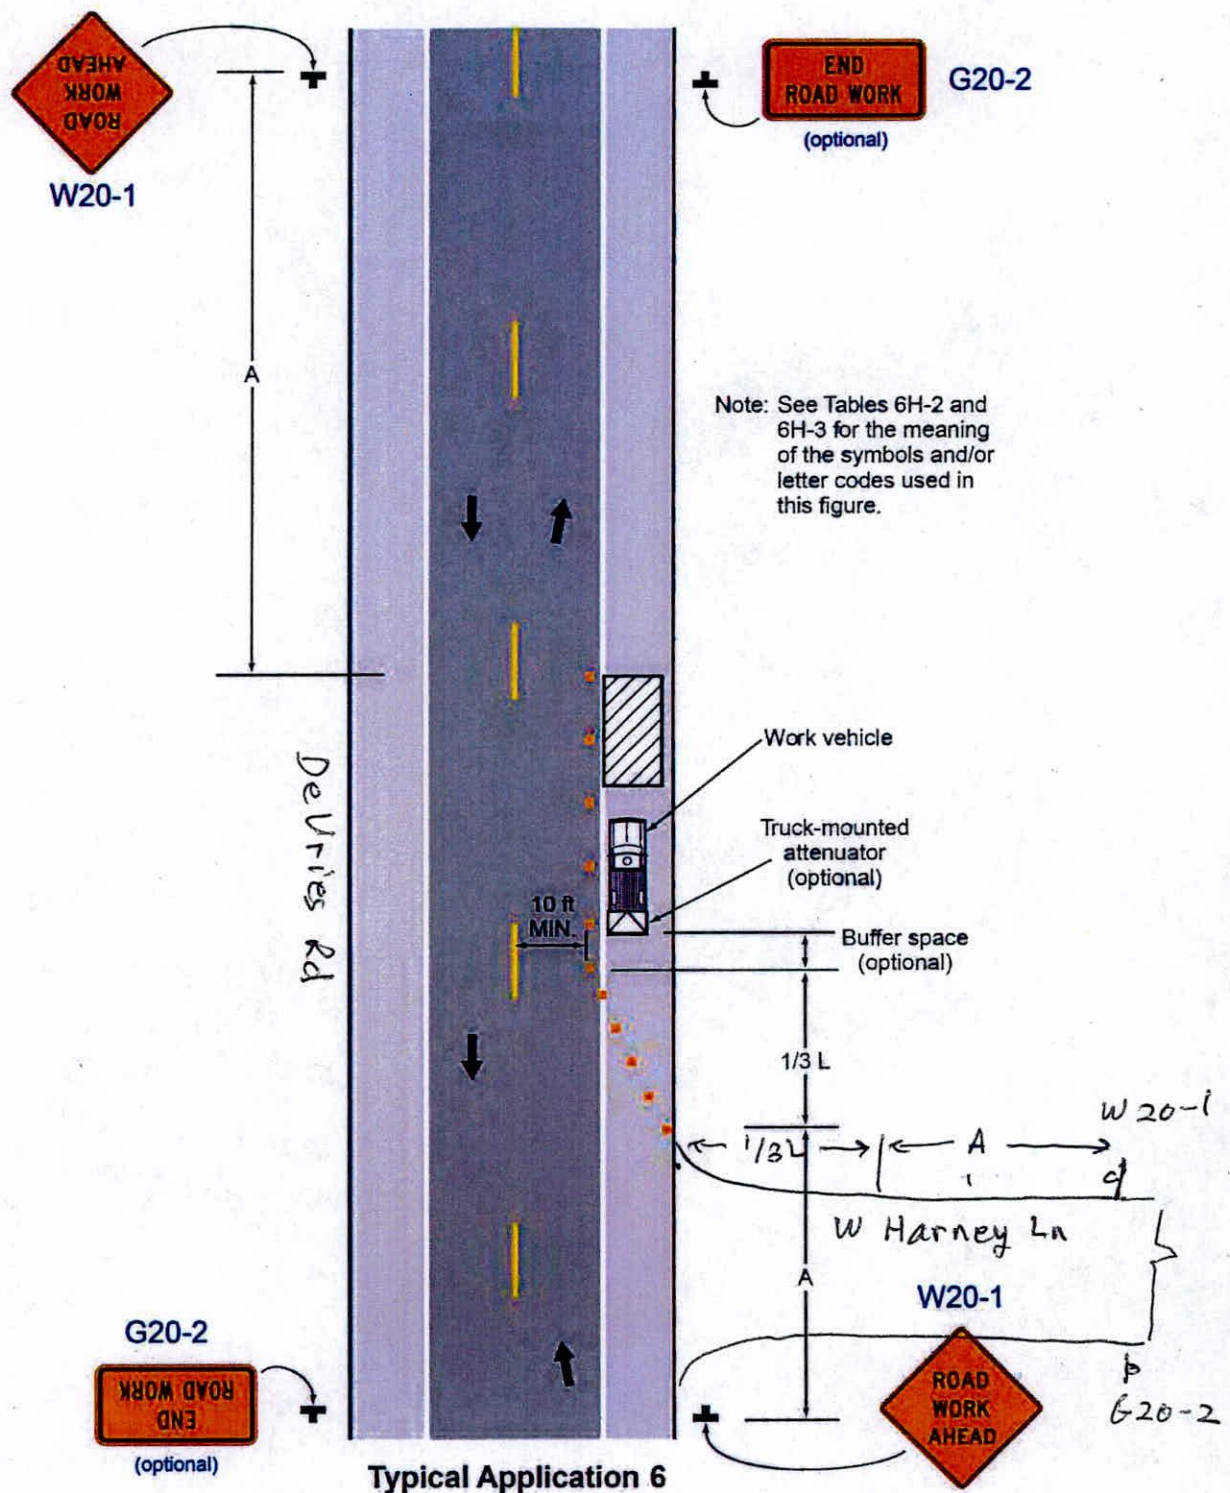 ROAD
WORK
AHEAD
W20-1
END
ROAD WORK
G20-2
(optional)
A
Note: See Tables 6H-2 and
6H-3 for the meaning
of the symbols and/or
letter codes used in
this figure.
Work vehicle
Truck-mounted
attenuator
(optional)
10 ft
MIN.
Buffer space
(optional)
DeVries Rd
1/3 L
W20-1
1/3L
A
W Harney Ln
A
W20-1
ROAD
WORK
AHEAD
G20-2
G20-2
END
ROAD WORK
(optional)
Typical Application 6